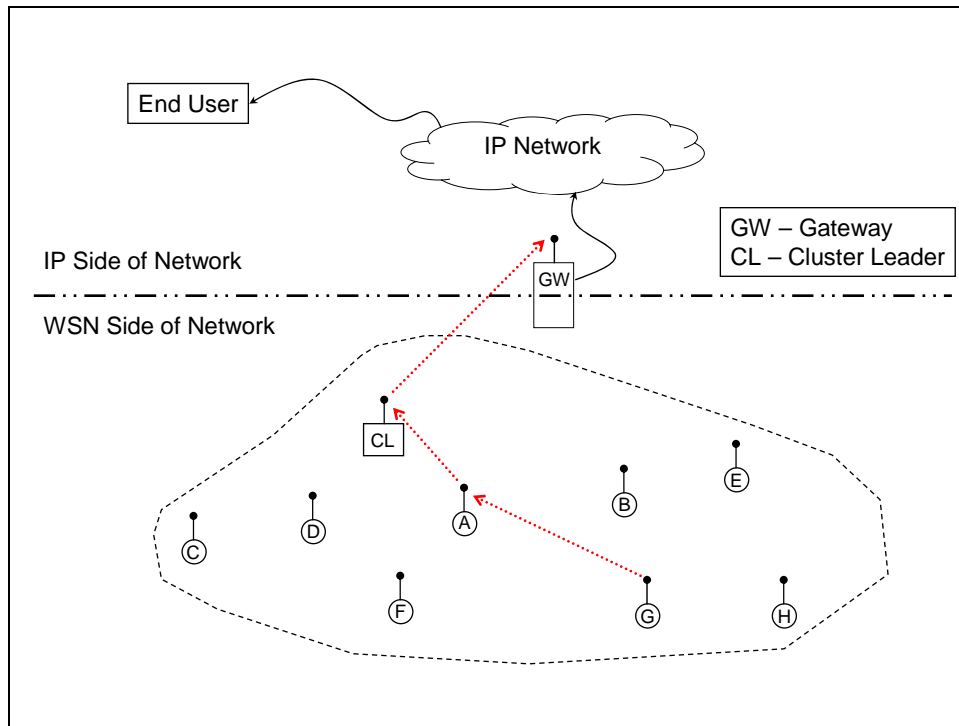 End User
IP Network
GW – Gateway
CL – Cluster Leader
IP Side of Network
GW
WSN Side of Network
CL
E
B
A
D
C
F
G
H